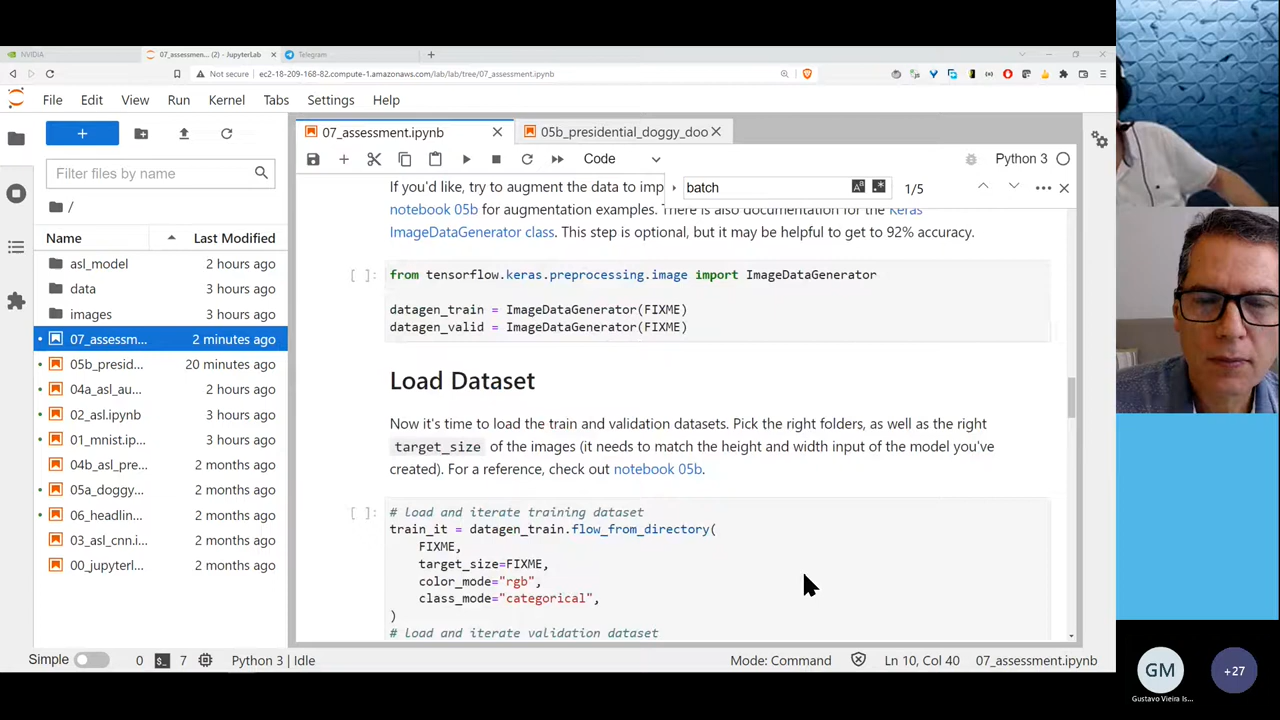 NVIDIA
07_assessmen... (2) - JupyterLab
Telegram
Not secure
ec2-18-209-168-82.compute-1.amazonaws.com/lab/lab/tree/07_assessment.ipynb
File Edit View Run Kernel Tabs Settings Help
07_assessment.ipynb
05b_presidential_doggy_doo
Code
Python 3
Filter files by name
batch
1/5
/
Name
Last Modified
asl_model 2 hours ago
data 3 hours ago
images 3 hours ago
07_assessm... 2 minutes ago
05b_presid... 20 minutes ago
04a_asl_au... 2 hours ago
02_asl.ipynb 3 hours ago
01_mnist.ip... 3 hours ago
04b_asl_pre... 2 months ago
05a_doggy... 2 months ago
06_headlin... 2 months ago
03_asl_cnn.i... 2 months ago
00_jupyterl... 2 months ago
If you'd like, try to augment the data to imp
notebook 05b for augmentation examples. There is also documentation for the Keras
ImageDataGenerator class. This step is optional, but it may be helpful to get to 92% accuracy.
[ ]:
from tensorflow.keras.preprocessing.image import ImageDataGenerator
datagen_train = ImageDataGenerator(FIXME)
datagen_valid = ImageDataGenerator(FIXME)
Load Dataset
Now it's time to load the train and validation datasets. Pick the right folders, as well as the right
target_size of the images (it needs to match the height and width input of the model you've
created). For a reference, check out notebook 05b.
[ ]:
# load and iterate training dataset
train_it = datagen_train.flow_from_directory(
FIXME,
target_size=FIXME,
color_mode="rgb",
class_mode="categorical",
)
# load and iterate validation dataset
Simple
0
7
Python 3 | Idle
Mode: Command
Ln 10, Col 40
07_assessment.ipynb
GM
+27
Gustavo Vieira Is...